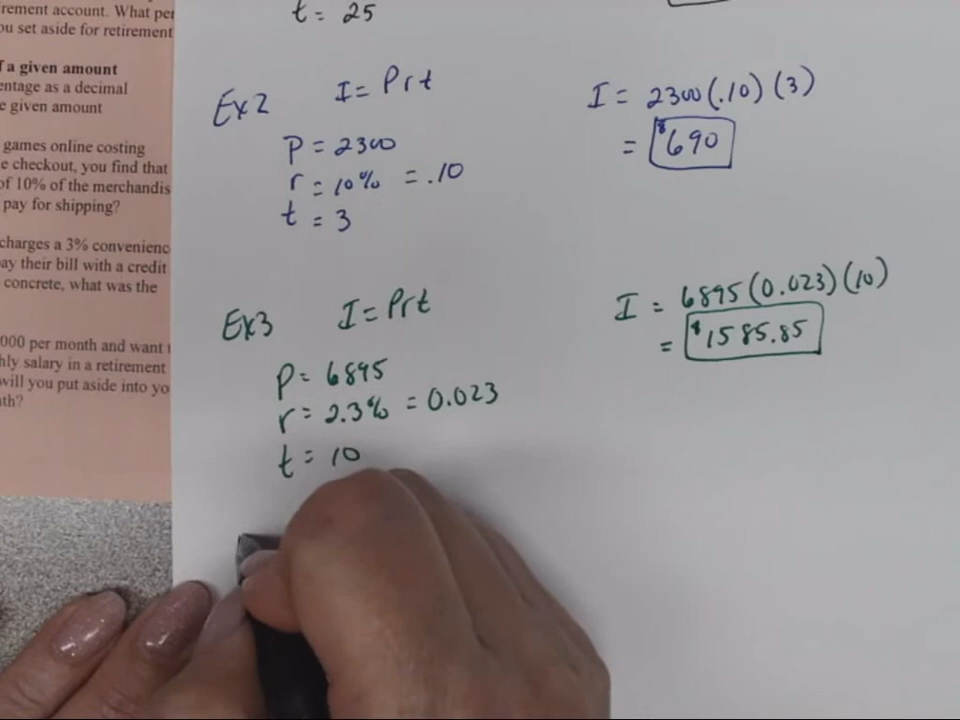 rement account. What per
ou set aside for retirement
f a given amount
entage as a decimal
e given amount
games online costing
e checkout, you find that
of 10% of the merchandis
pay for shipping?
charges a 3% convenienc
ay their bill with a credit
concrete, what was the
000 per month and want
hly salary in a retirement
will you put aside into yo
nth?
t = 25
Ex2 I = Prt
P = 2300
r = 10% = .10
t = 3
I = 2300(.10)(3)
= $690
Ex3 I = Prt
P = 6895
r = 2.3% = 0.023
t = 10
I = 6895(0.023)(10)
= $1585.85